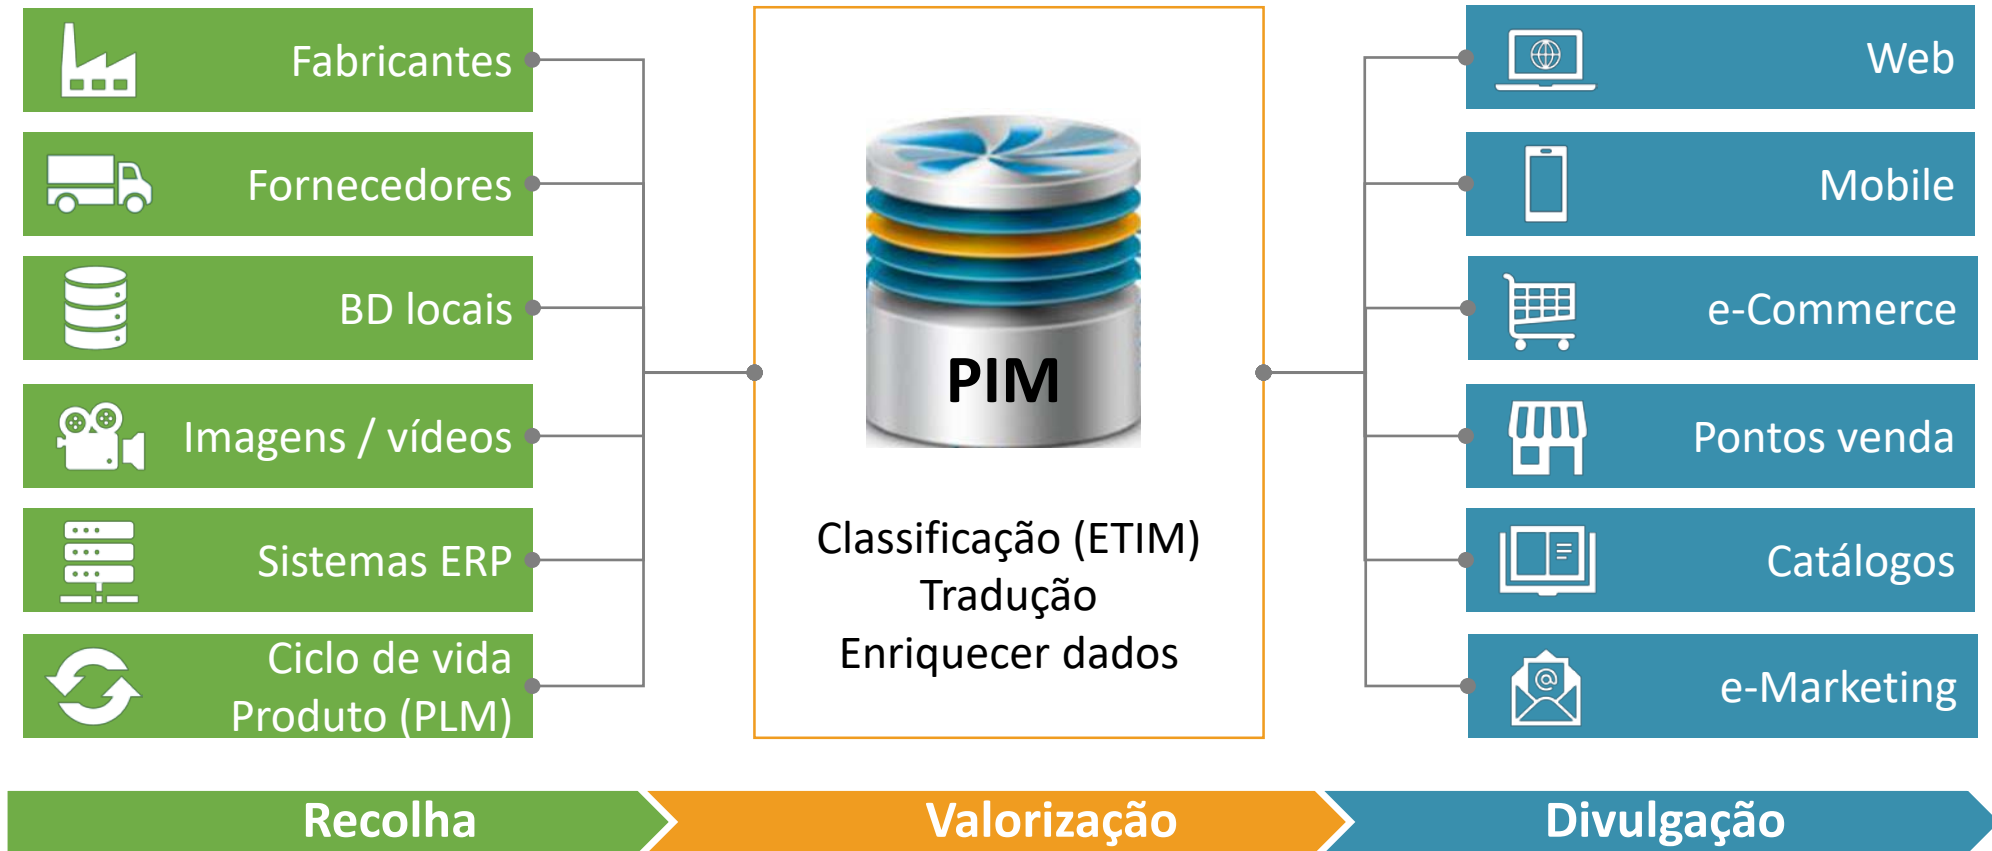 Fabricantes
Fornecedores
BD locais
Imagens / vídeos
Sistemas ERP
Ciclo de vida
Produto (PLM)
PIM
Classificação (ETIM)
Tradução
Enriquecer dados
Web
Mobile
e-Commerce
Pontos venda
Catálogos
@
e-Marketing
Recolha
Valorização
Divulgação